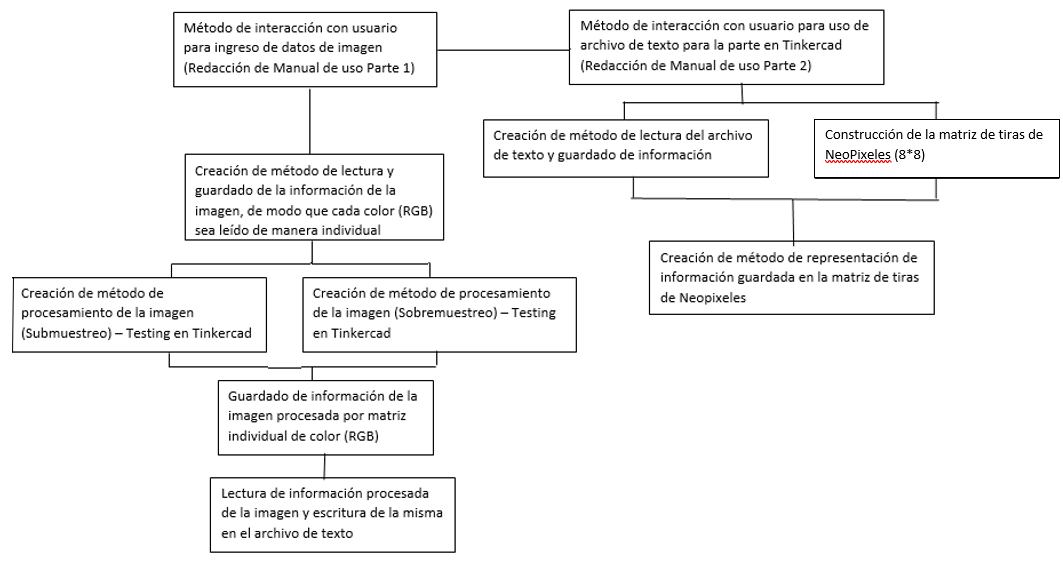 Método de interacción con usuario
para ingreso de datos de imagen
(Redacción de Manual de uso Parte 1)
Método de interacción con usuario para uso de
archivo de texto para la parte en Tinkercad
(Redacción de Manual de uso Parte 2)
Creación de método de lectura del archivo
de texto y guardado de información
Construcción de la matriz de tiras de
NeoPixeles (8*8)
Creación de método de lectura y
guardado de la información de la
imagen, de modo que cada color (RGB)
sea leído de manera individual
Creación de método de representación de
información guardada en la matriz de tiras
de Neopixeles
Creación de método de
procesamiento de la imagen
(Submuestreo) – Testing en Tinkercad
Creación de método de procesamiento
de la imagen (Sobremuestreo) – Testing
en Tinkercad
Guardado de información de la
imagen procesada por matriz
individual de color (RGB)
Lectura de información procesada
de la imagen y escritura de la misma
en el archivo de texto